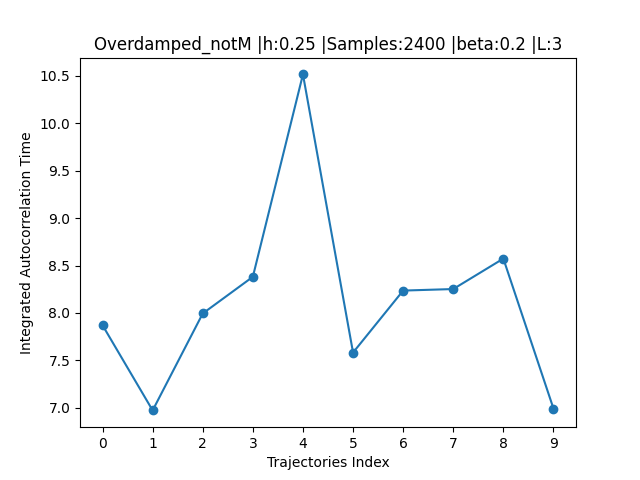 Overdamped_notM |h:0.25 |Samples:2400 |beta:0.2 |L:3
10.5
10.0
9.5
9.0
8.5
8.0
7.5
7.0
Integrated Autocorrelation Time
0 1 2 3 4 5 6 7 8 9
Trajectories Index